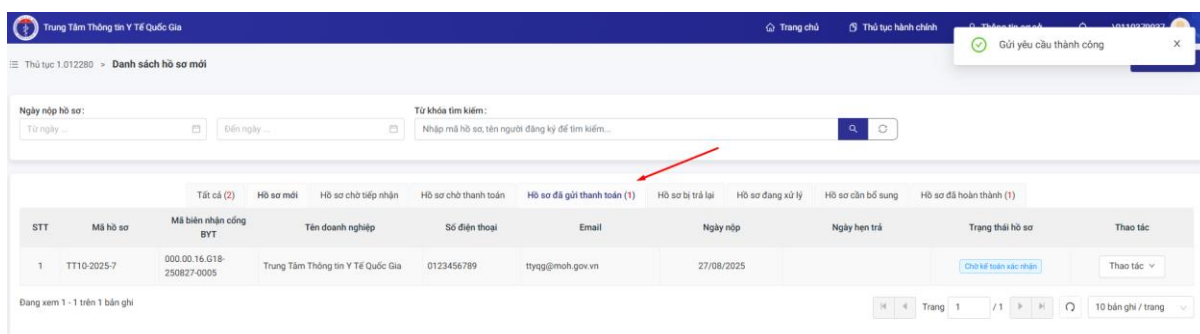 Trung Tâm Thông tin Y Tế Quốc Gia
Trang chủ
Thủ tục hành chính
Gửi yêu cầu thành công
Thủ tục 1.012280 > Danh sách hồ sơ mới
Ngày nộp hồ sơ:
Từ khóa tìm kiếm:
Từ ngày ...
Đến ngày ...
Nhập mã hồ sơ, tên người đăng ký để tìm kiếm...
Tất cả (2)
Hồ sơ mới
Hồ sơ chờ tiếp nhận
Hồ sơ chờ thanh toán
Hồ sơ đã gửi thanh toán (1)
Hồ sơ bị trả lại
Hồ sơ đang xử lý
Hồ sơ cần bổ sung
Hồ sơ đã hoàn thành (1)
STT
Mã hồ sơ
Mã biên nhận cổng
BYT
Tên doanh nghiệp
Số điện thoại
Email
Ngày nộp
Ngày hẹn trả
Trạng thái hồ sơ
Thao tác
1
TT10-2025-7
000.00.16.G18-
250827-0005
Trung Tâm Thông tin Y Tế Quốc Gia
0123456789
ttyqg@moh.gov.vn
27/08/2025
Chờ kế toán xác nhận
Thao tác
Đang xem 1 - 1 trên 1 bản ghi
Trang 1 / 1
10 bản ghi / trang